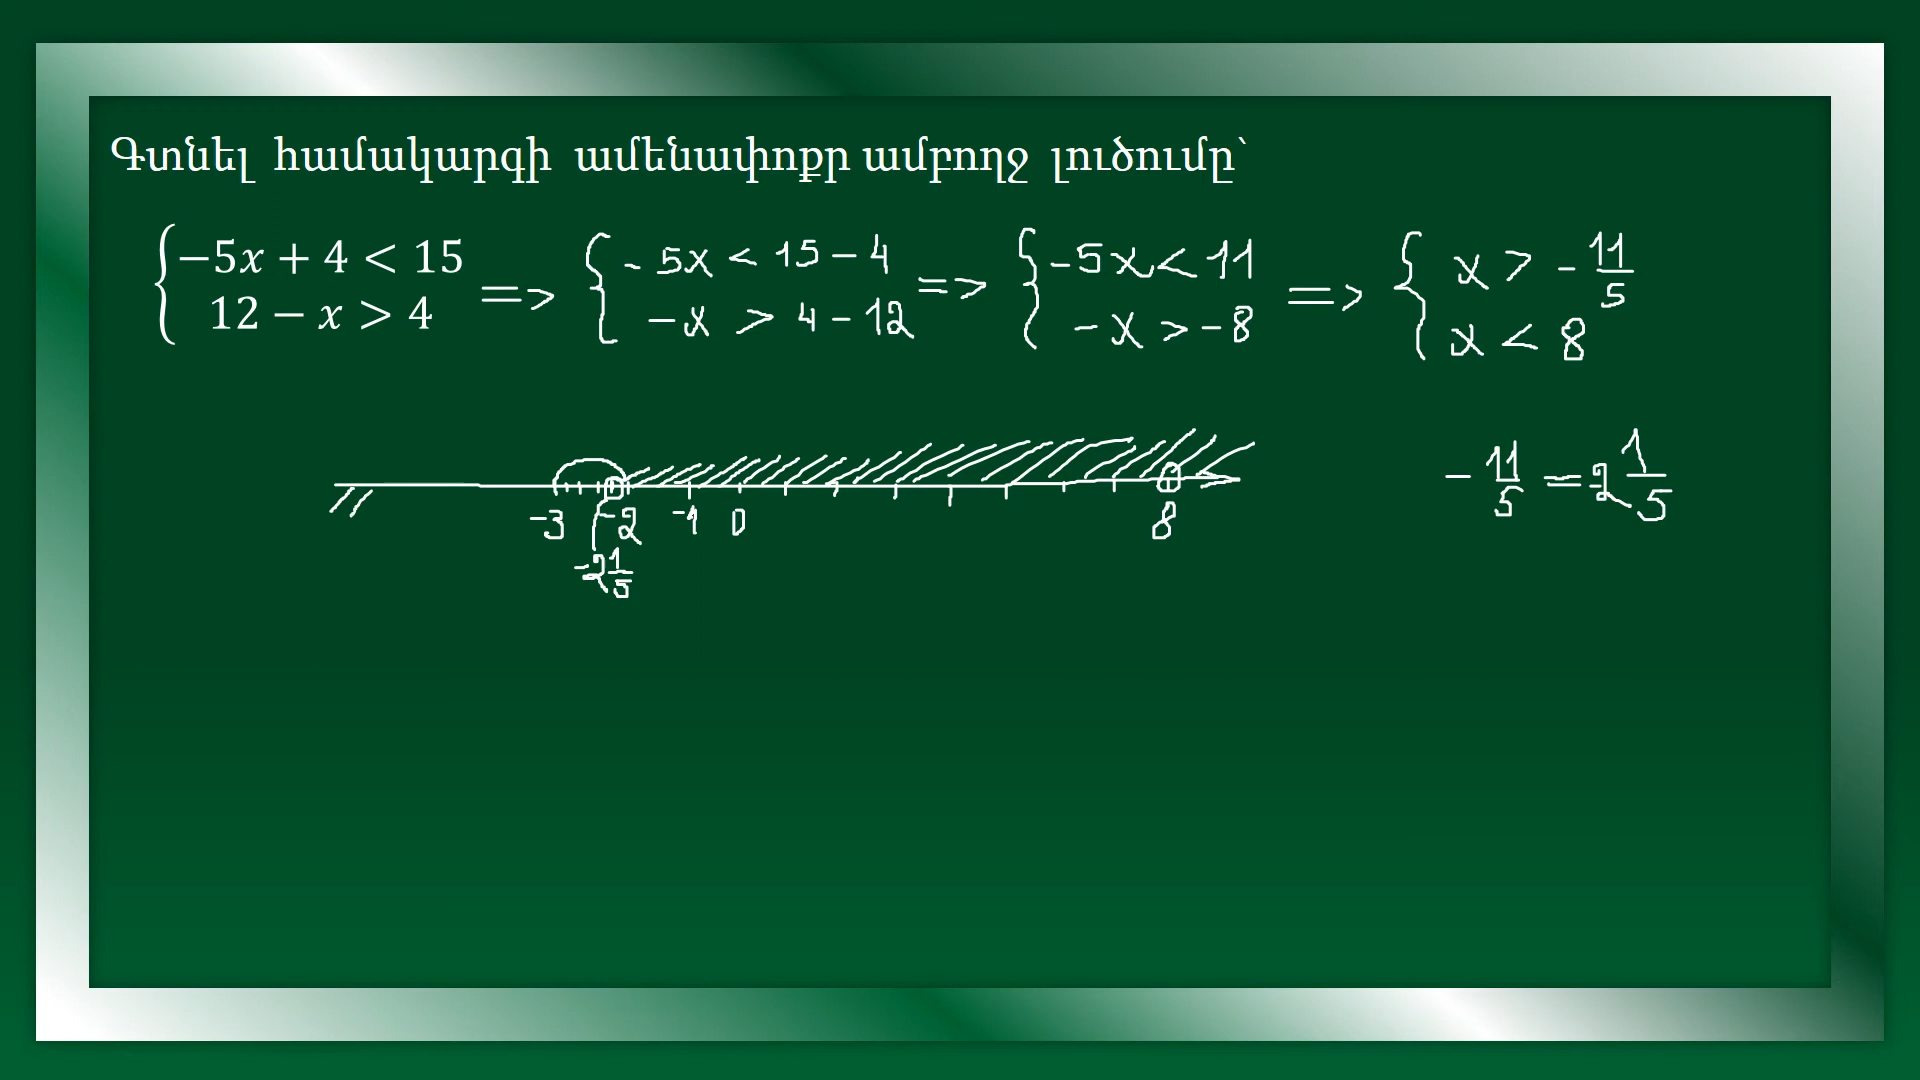 Գտնել համակարգի ամենափոքր ամբողջ լուծումը՝
{−5x + 4 < 15 => { - 5x < 15 − 4 => { -5x < 11 => { x > - 11/5
12 − x > 4 −x > 4 − 12 - x > - 8 x < 8
- 11/5 = 2 1/5
-3 -2 -1 0 8
-2 1/5